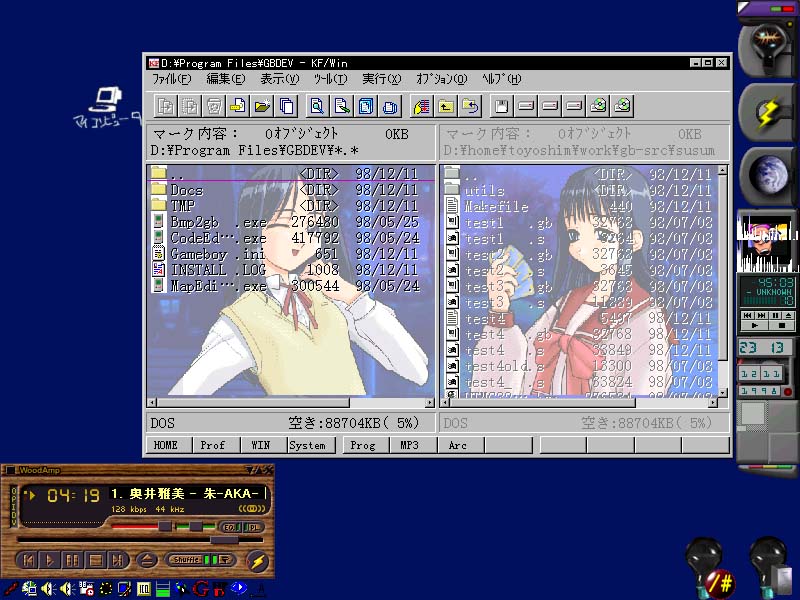 D:¥Program Files¥GBDEV - KF/Win
ファイル(F) 編集(E) 表示(V) ツール(T) 実行(X) オプション(O) ヘルプ(H)
マーク内容： 0オブジェクト 0KB
D:¥Program Files¥GBDEV¥*.*
.. <DIR> 98/12/11
Docs <DIR> 98/12/11
TMP <DIR> 98/12/11
Bmp2gb .exe 276480 98/05/25
CodeEd….exe 417792 98/05/24
Gameboy .ini 651 98/12/11
INSTALL .LOG 1008 98/12/11
MapEdi….exe 300544 98/05/24
DOS 空き:88704KB( 5%)
マーク内容： 0オブジェクト 0KB
D:¥home¥toyoshim¥work¥gb-src¥susum
.. <DIR> 98/12/11
utils <DIR> 98/12/11
Makefile 440 98/12/11
test1 .gb 32768 98/07/08
test1 .s 98/07/08
test2 .gb 32768 98/07/08
test2 .s 3645 98/07/08
test3 .gb 32768 98/07/08
test3 .s 11889 98/07/08
test4 5497 98/12/11
test4 .gb 32768 98/12/11
test4 .s 33849 98/12/11
test4old.s 13300 98/07/08
test4_ .s 63824 98/07/08
DOS 空き:88704KB( 5%)
HOME Prof WIN System Prog MP3 Arc
マイコンピュータ
45:03
- UNKNOWN
10
23 13
12 11
1998
WoodAmp
OAIDV
04:19
1. 奥井雅美 - 朱-AKA-
128 kbps 44 kHz
EQ PL
Shuffle
ICQ
/#